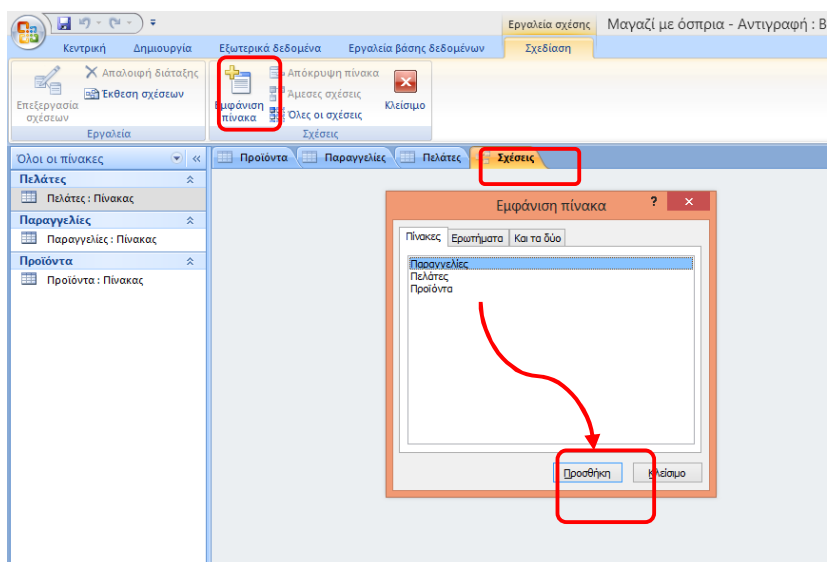 Εργαλεία σχέσης Μαγαζί με όσπρια - Αντιγραφή : B
Κεντρική Δημιουργία Εξωτερικά δεδομένα Εργαλεία βάσης δεδομένων Σχεδίαση
Επεξεργασία σχέσεων
Απαλοιφή διάταξης
Έκθεση σχέσεων
Εργαλεία
Εμφάνιση πίνακα
Απόκρυψη πίνακα
Άμεσες σχέσεις
Όλες οι σχέσεις
Κλείσιμο
Σχέσεις
Όλοι οι πίνακες
Πελάτες
Πελάτες : Πίνακας
Παραγγελίες
Παραγγελίες : Πίνακας
Προϊόντα
Προϊόντα : Πίνακας
Προϊόντα Παραγγελίες Πελάτες Σχέσεις
Εμφάνιση πίνακα
Πίνακες Ερωτήματα Και τα δύο
Παραγγελίες
Πελάτες
Προϊόντα
Προσθήκη Κλείσιμο